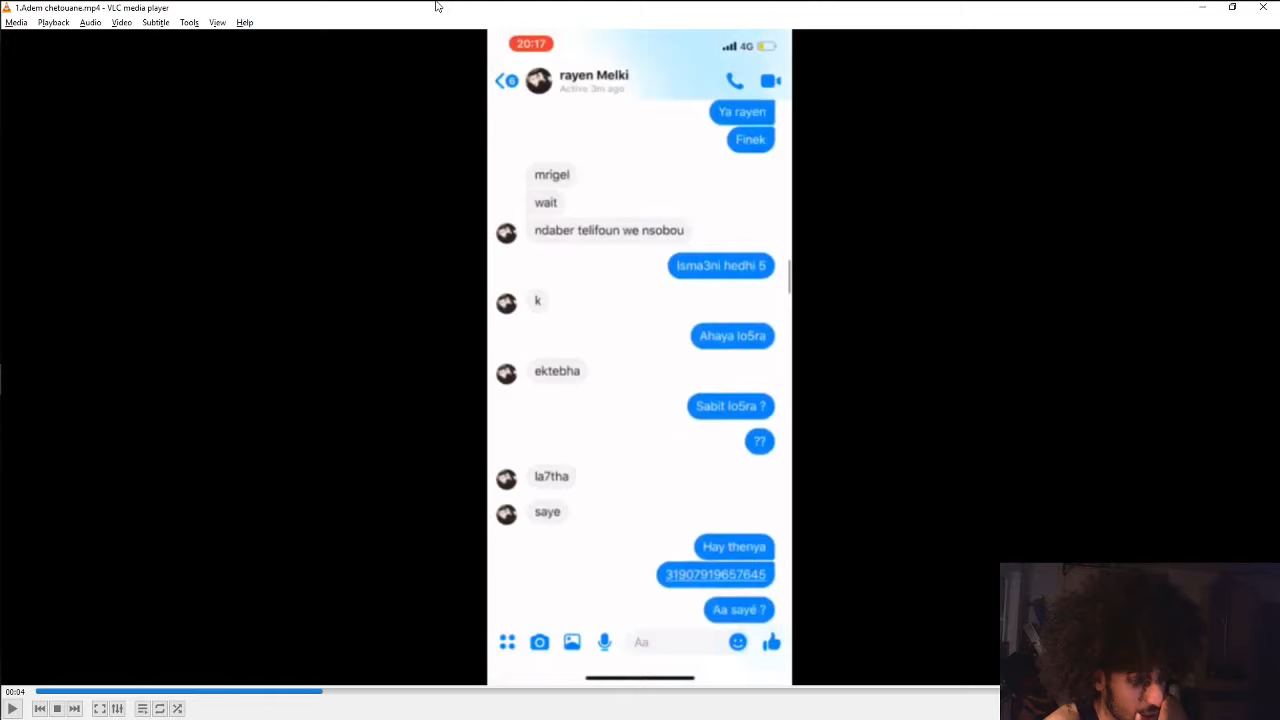 1.Adem chetouane.mp4 - VLC media player
Media Playback Audio Video Subtitle Tools View Help
20:17
4G
6
rayen Melki
Active 3m ago
Ya rayen
Finek
mrigel
wait
ndaber telifoun we nsobou
Isma3ni hedhi 5
k
Ahaya lo5ra
ektebha
Sabit lo5ra ?
??
la7tha
saye
Hay thenya
31907919657645
Aa sayé ?
Aa
00:04